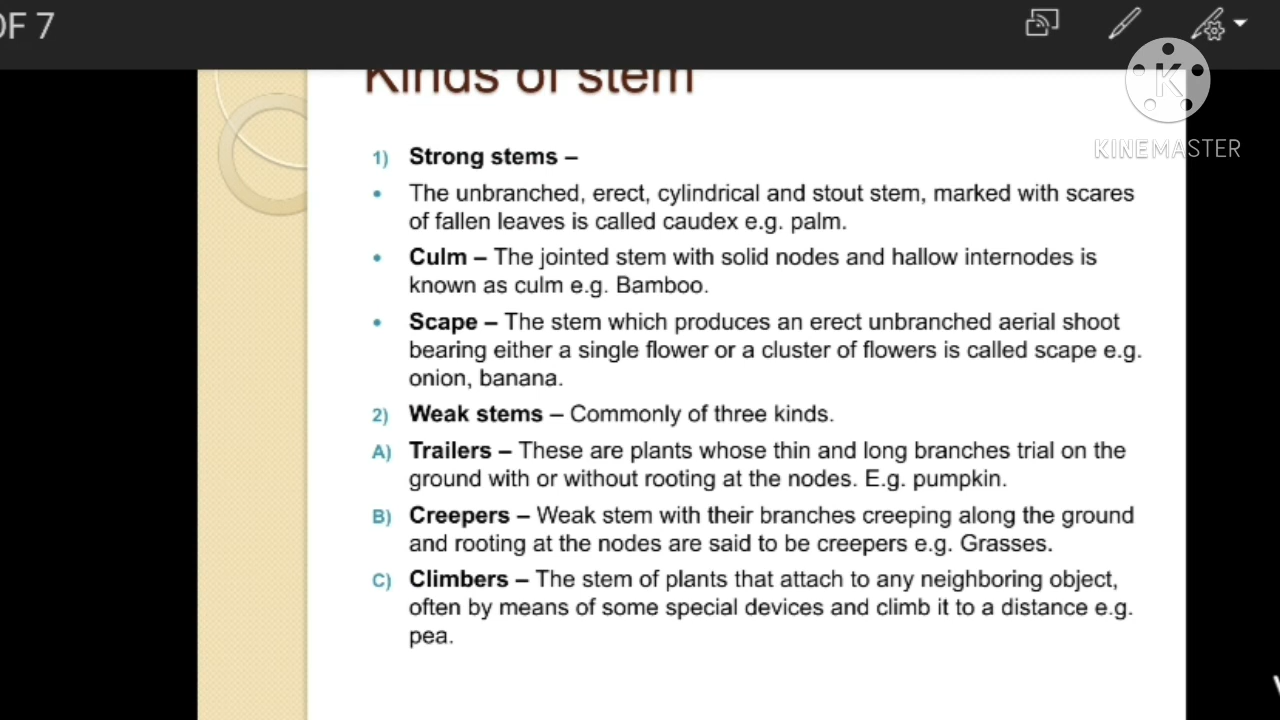 OF 7
Kinds of stem
K
KINEMASTER
1) Strong stems –
• The unbranched, erect, cylindrical and stout stem, marked with scares
of fallen leaves is called caudex e.g. palm.
• Culm – The jointed stem with solid nodes and hallow internodes is
known as culm e.g. Bamboo.
• Scape – The stem which produces an erect unbranched aerial shoot
bearing either a single flower or a cluster of flowers is called scape e.g.
onion, banana.
2) Weak stems – Commonly of three kinds.
A) Trailers – These are plants whose thin and long branches trial on the
ground with or without rooting at the nodes. E.g. pumpkin.
B) Creepers – Weak stem with their branches creeping along the ground
and rooting at the nodes are said to be creepers e.g. Grasses.
C) Climbers – The stem of plants that attach to any neighboring object,
often by means of some special devices and climb it to a distance e.g.
pea.